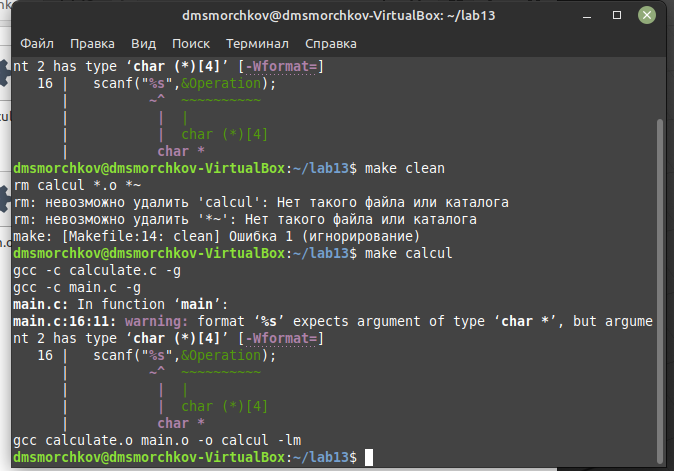 dmsmorchkov@dmsmorchkov-VirtualBox: ~/lab13
Файл Правка Вид Поиск Терминал Справка
nt 2 has type ‘char (*)[4]’ [-Wformat=]
   16 |   scanf("%s",&Operation);
      |          ~^  ~~~~~~~~~~
      |           |  |
      |           |  char (*)[4]
      |           char *
dmsmorchkov@dmsmorchkov-VirtualBox:~/lab13$ make clean
rm calcul *.o *~
rm: невозможно удалить 'calcul': Нет такого файла или каталога
rm: невозможно удалить '*~': Нет такого файла или каталога
make: [Makefile:14: clean] Ошибка 1 (игнорирование)
dmsmorchkov@dmsmorchkov-VirtualBox:~/lab13$ make calcul
gcc -c calculate.c -g
gcc -c main.c -g
main.c: In function ‘main’:
main.c:16:11: warning: format ‘%s’ expects argument of type ‘char *’, but argume
nt 2 has type ‘char (*)[4]’ [-Wformat=]
   16 |   scanf("%s",&Operation);
      |          ~^  ~~~~~~~~~~
      |           |  |
      |           |  char (*)[4]
      |           char *
gcc calculate.o main.o -o calcul -lm
dmsmorchkov@dmsmorchkov-VirtualBox:~/lab13$